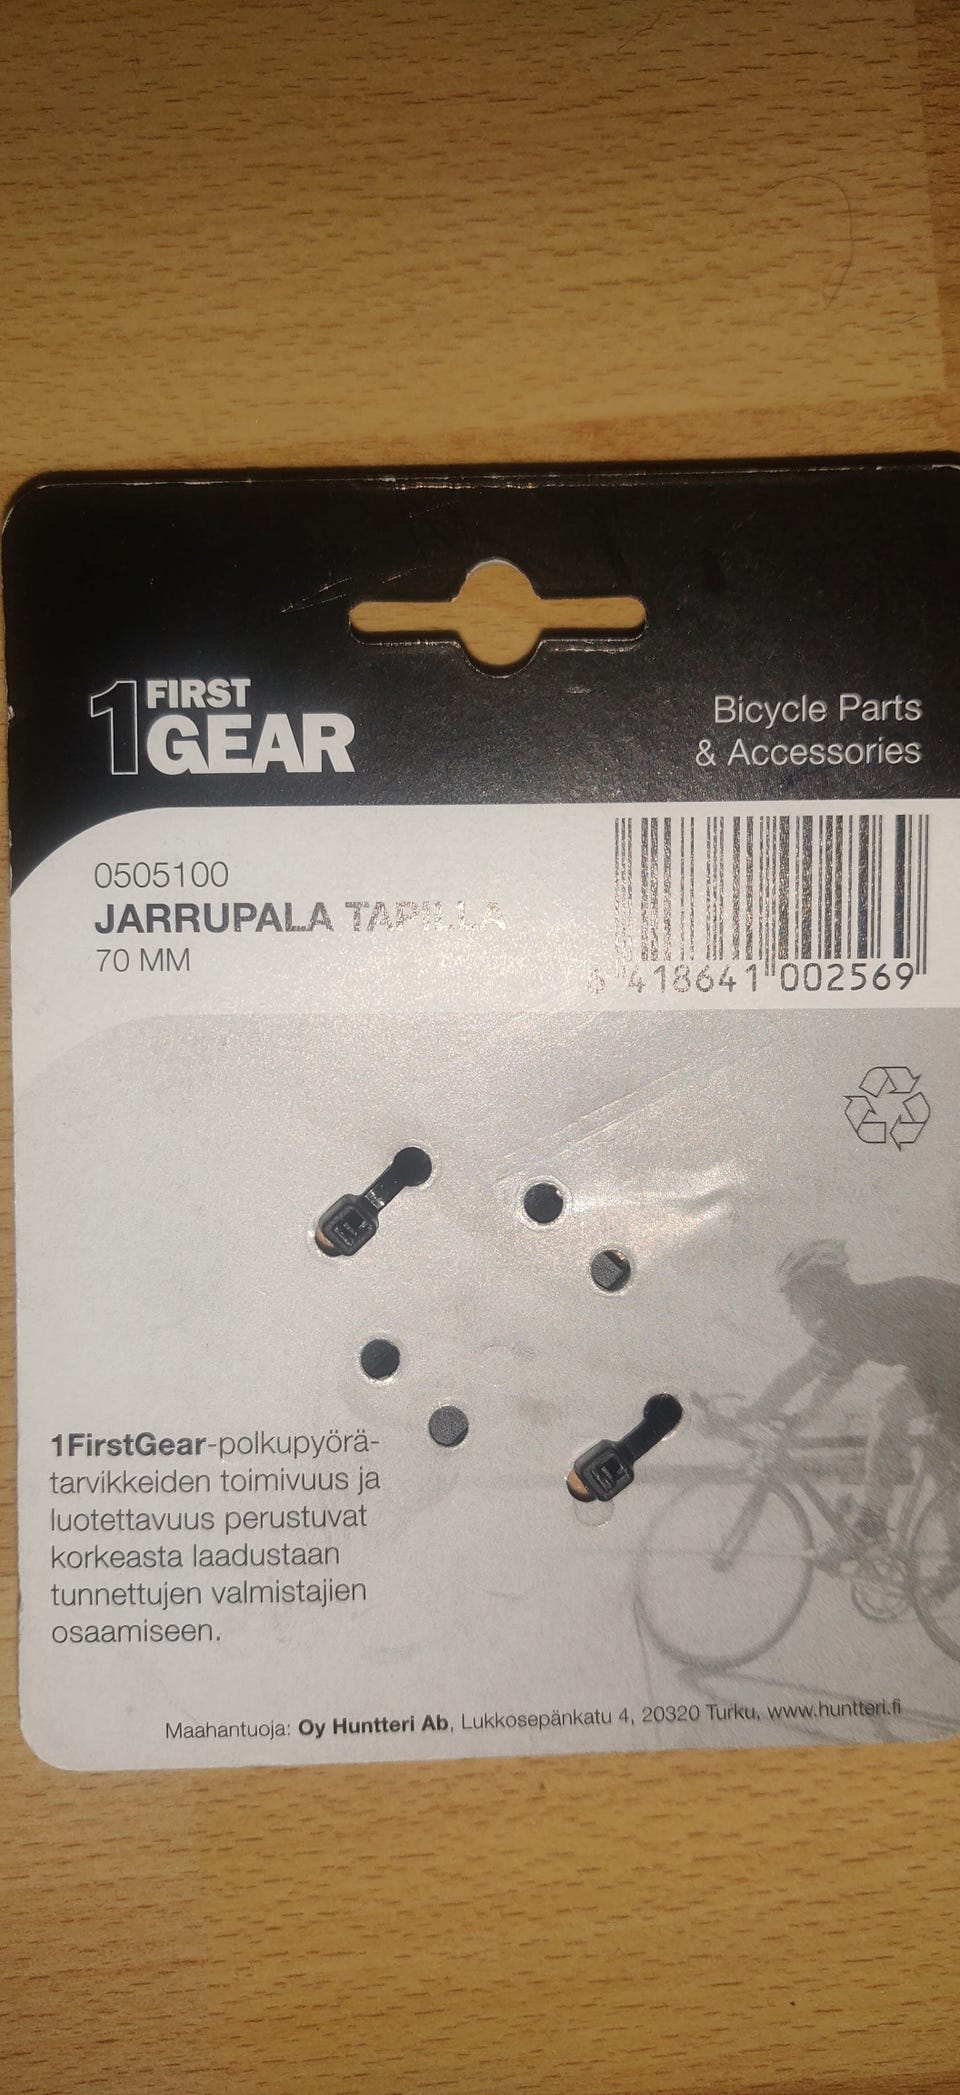 1 FIRST
GEAR
Bicycle Parts
& Accessories
0505100
JARRUPALA TAPILLA
70 MM
6 418641 002569
1FirstGear-polkupyörä-
tarvikkeiden toimivuus ja
luotettavuus perustuvat
korkeasta laadustaan
tunnettujen valmistajien
osaamiseen.
Maahantuoja: Oy Huntteri Ab, Lukkosepänkatu 4, 20320 Turku, www.huntteri.fi